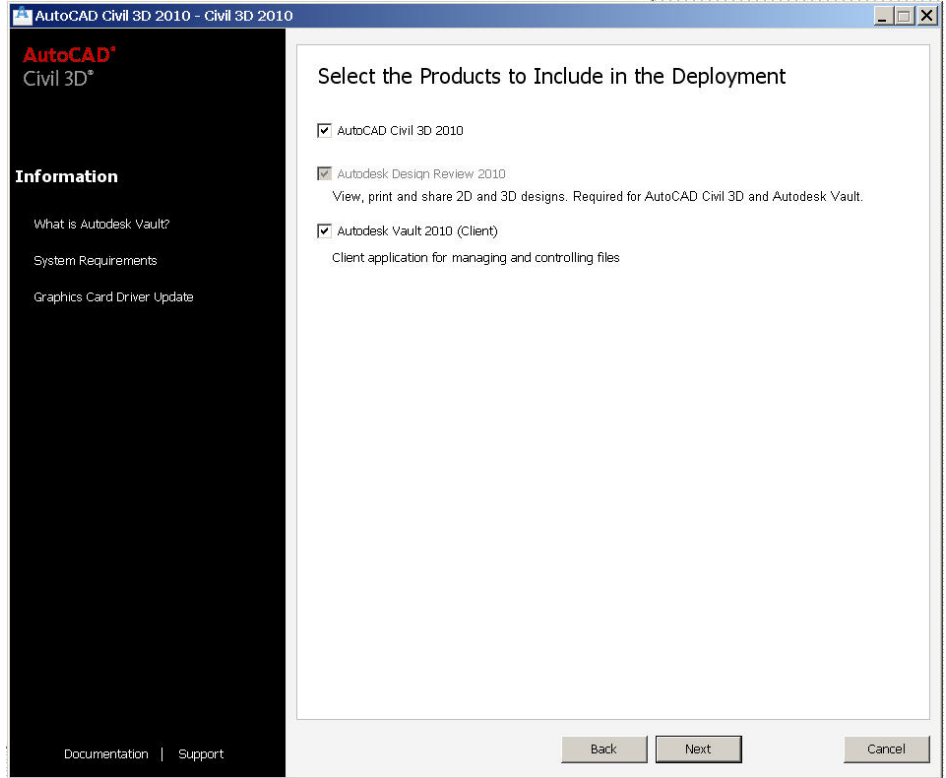 AutoCAD Civil 3D 2010 - Civil 3D 2010
AutoCAD®
Civil 3D®
Information
What is Autodesk Vault?
System Requirements
Graphics Card Driver Update
Documentation | Support
Select the Products to Include in the Deployment
AutoCAD Civil 3D 2010
Autodesk Design Review 2010
View, print and share 2D and 3D designs. Required for AutoCAD Civil 3D and Autodesk Vault.
Autodesk Vault 2010 (Client)
Client application for managing and controlling files
Back Next Cancel